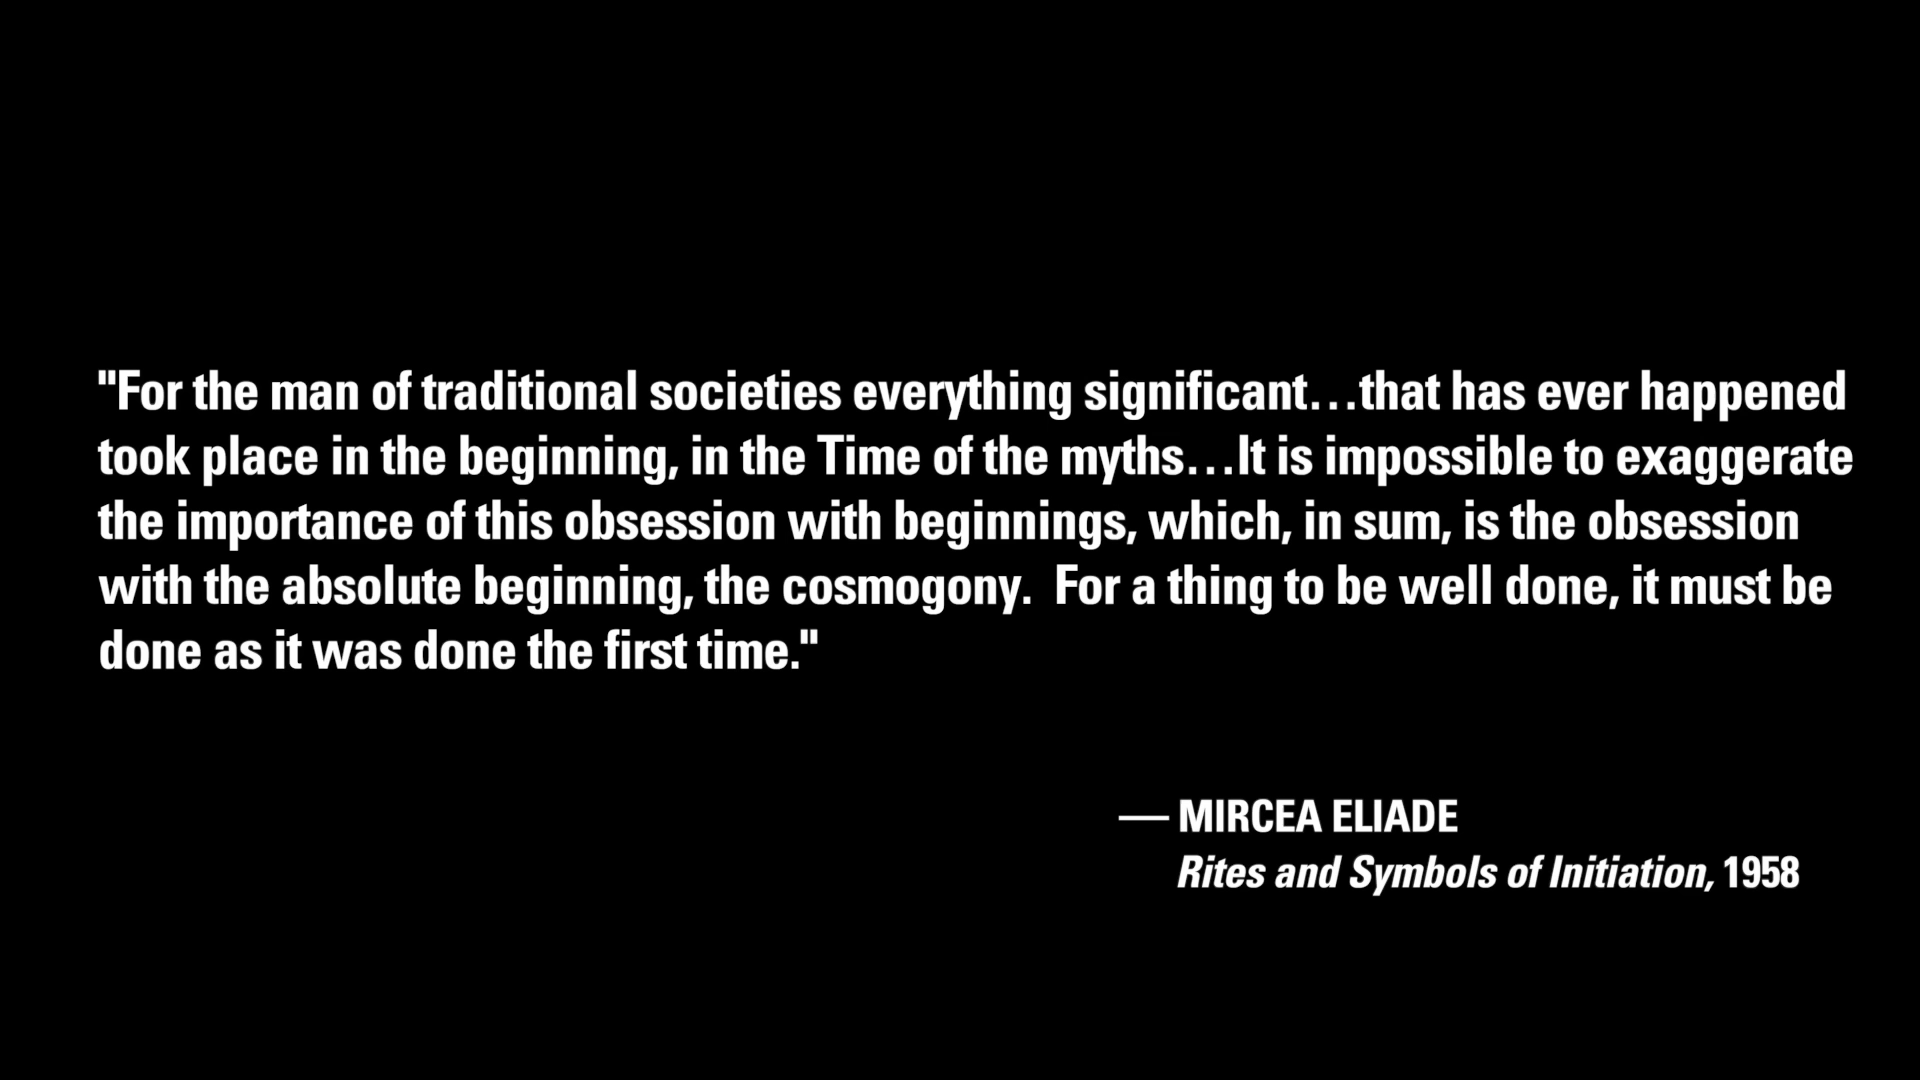 "For the man of traditional societies everything significant…that has ever happened
took place in the beginning, in the Time of the myths…It is impossible to exaggerate
the importance of this obsession with beginnings, which, in sum, is the obsession
with the absolute beginning, the cosmogony.  For a thing to be well done, it must be
done as it was done the first time."
— MIRCEA ELIADE
Rites and Symbols of Initiation, 1958